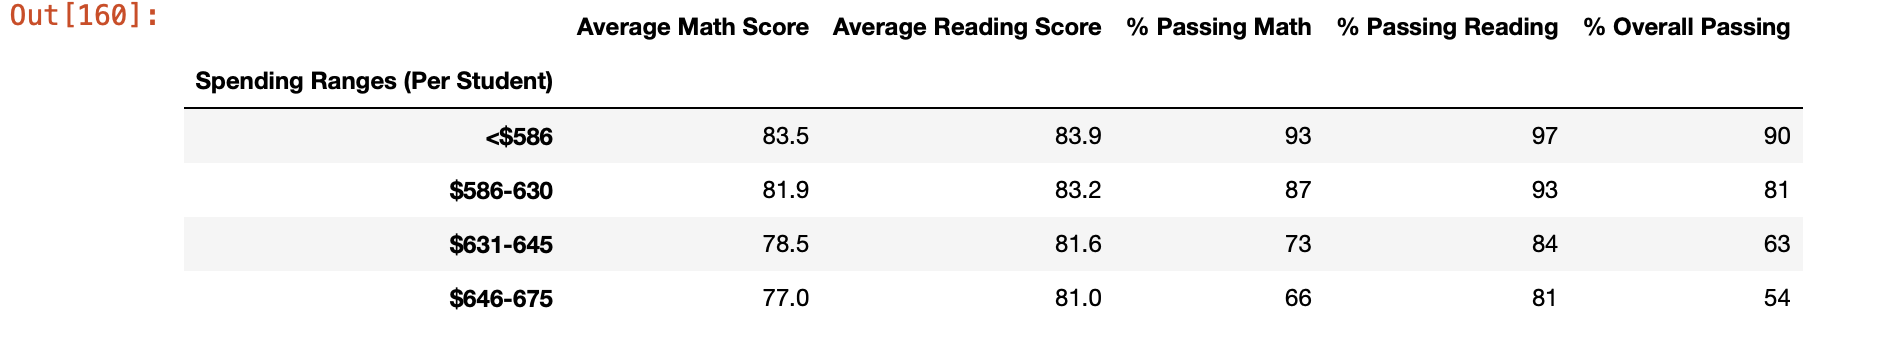 Out[160]:
Average Math Score Average Reading Score % Passing Math % Passing Reading % Overall Passing
Spending Ranges (Per Student)
<$586 83.5 83.9 93 97 90
$586-630 81.9 83.2 87 93 81
$631-645 78.5 81.6 73 84 63
$646-675 77.0 81.0 66 81 54